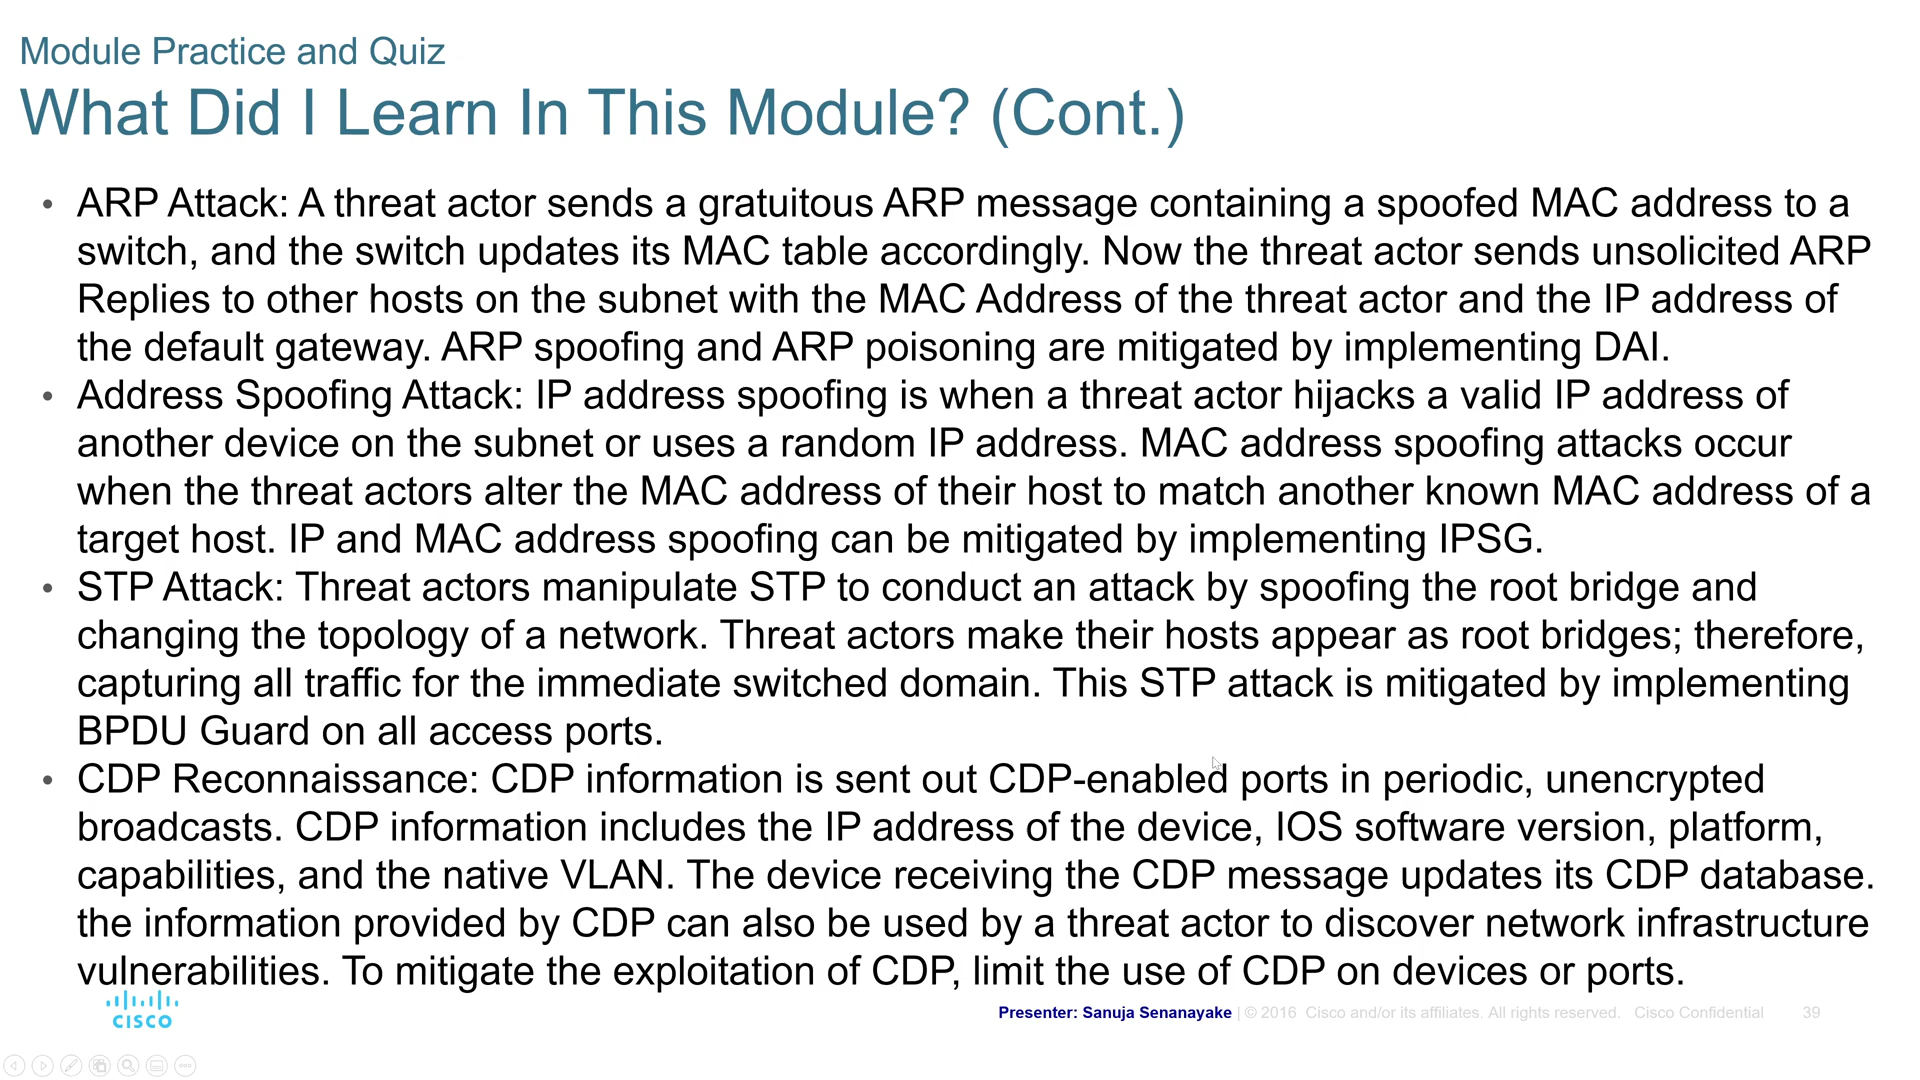 Module Practice and Quiz
What Did I Learn In This Module? (Cont.)
• ARP Attack: A threat actor sends a gratuitous ARP message containing a spoofed MAC address to a
switch, and the switch updates its MAC table accordingly. Now the threat actor sends unsolicited ARP
Replies to other hosts on the subnet with the MAC Address of the threat actor and the IP address of
the default gateway. ARP spoofing and ARP poisoning are mitigated by implementing DAI.
• Address Spoofing Attack: IP address spoofing is when a threat actor hijacks a valid IP address of
another device on the subnet or uses a random IP address. MAC address spoofing attacks occur
when the threat actors alter the MAC address of their host to match another known MAC address of a
target host. IP and MAC address spoofing can be mitigated by implementing IPSG.
• STP Attack: Threat actors manipulate STP to conduct an attack by spoofing the root bridge and
changing the topology of a network. Threat actors make their hosts appear as root bridges; therefore,
capturing all traffic for the immediate switched domain. This STP attack is mitigated by implementing
BPDU Guard on all access ports.
• CDP Reconnaissance: CDP information is sent out CDP-enabled ports in periodic, unencrypted
broadcasts. CDP information includes the IP address of the device, IOS software version, platform,
capabilities, and the native VLAN. The device receiving the CDP message updates its CDP database.
the information provided by CDP can also be used by a threat actor to discover network infrastructure
vulnerabilities. To mitigate the exploitation of CDP, limit the use of CDP on devices or ports.
CISCO
Presenter: Sanuja Senanayake | © 2016 Cisco and/or its affiliates. All rights reserved. Cisco Confidential 39